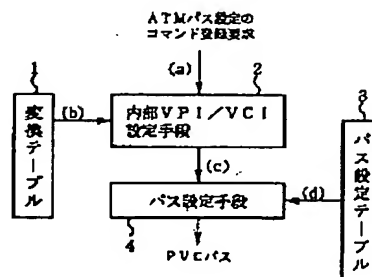 ATMパス設定の
コマンド登録要求
1
(a)
2
3
(b)
内部VPI/VCI
設定手段
変換テーブル
(c)
パス設定テーブル
(d)
パス設定手段
4
PVCパス